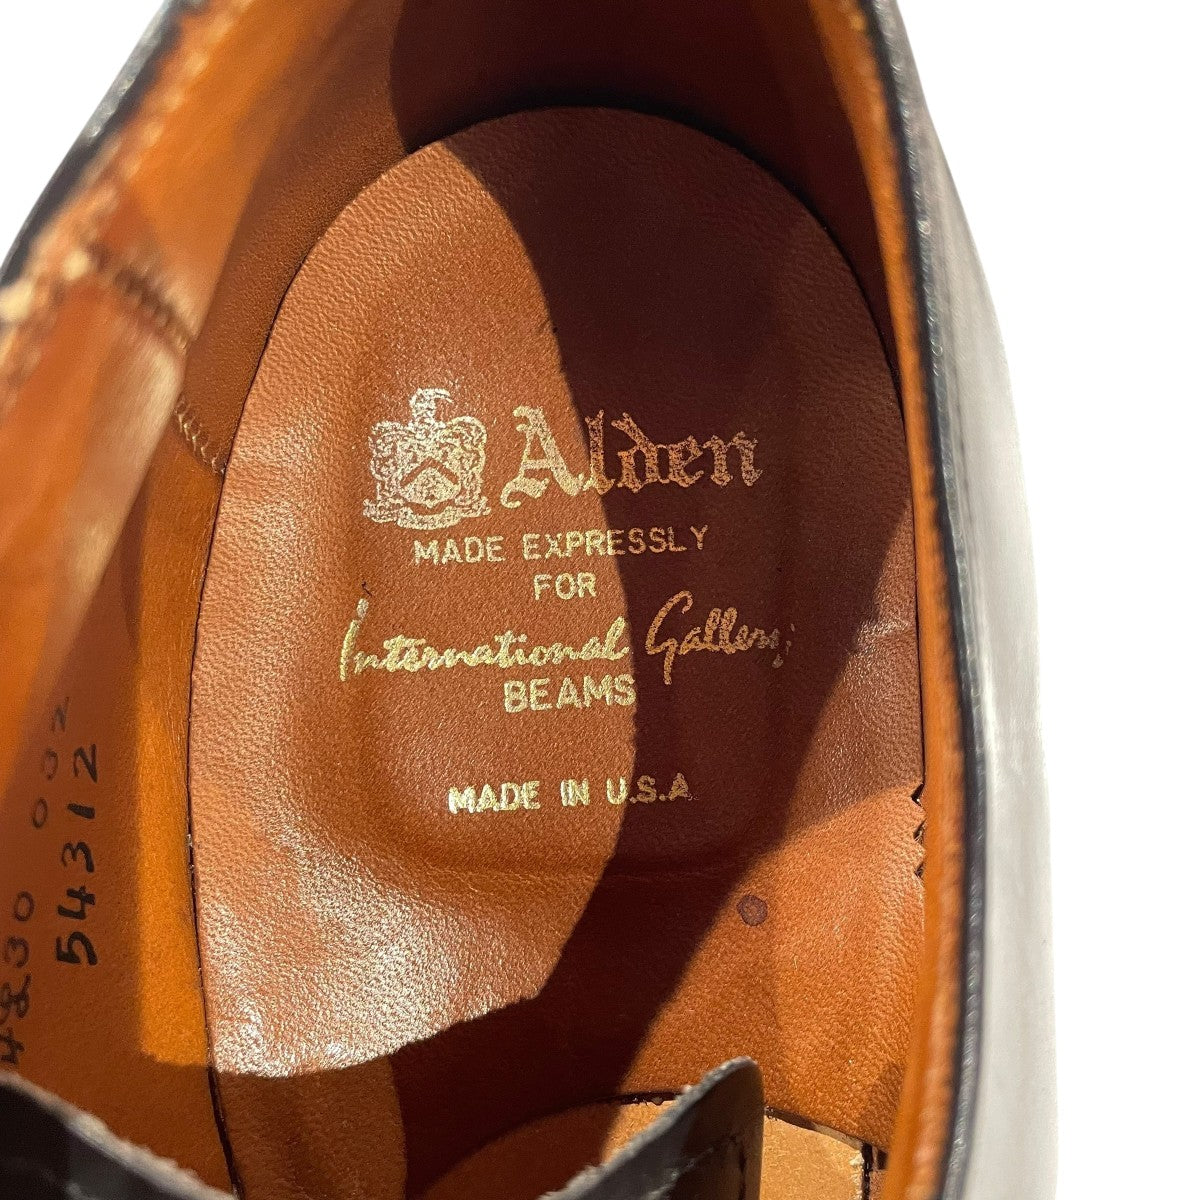 Alden
MADE EXPRESSLY
FOR
International Gallery
BEAMS
MADE IN U.S.A
54312